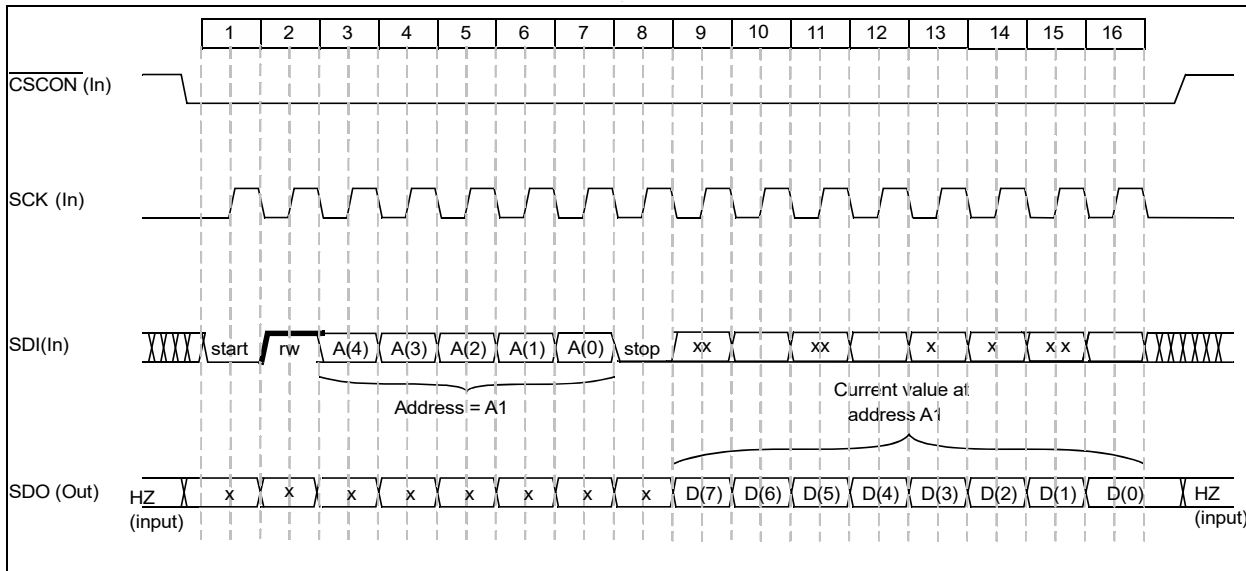 1 2 3 4 5 6 7 8 9 10 11 12 13 14 15 16
CSCON (In)
SCK (In)
SDI(In) start rw A(4) A(3) A(2) A(1) A(0) stop xx xx x x x x
Address = A1
Current value at
address A1
SDO (Out) HZ x x x x x x x x D(7) D(6) D(5) D(4) D(3) D(2) D(1) D(0) HZ
(input) (input)